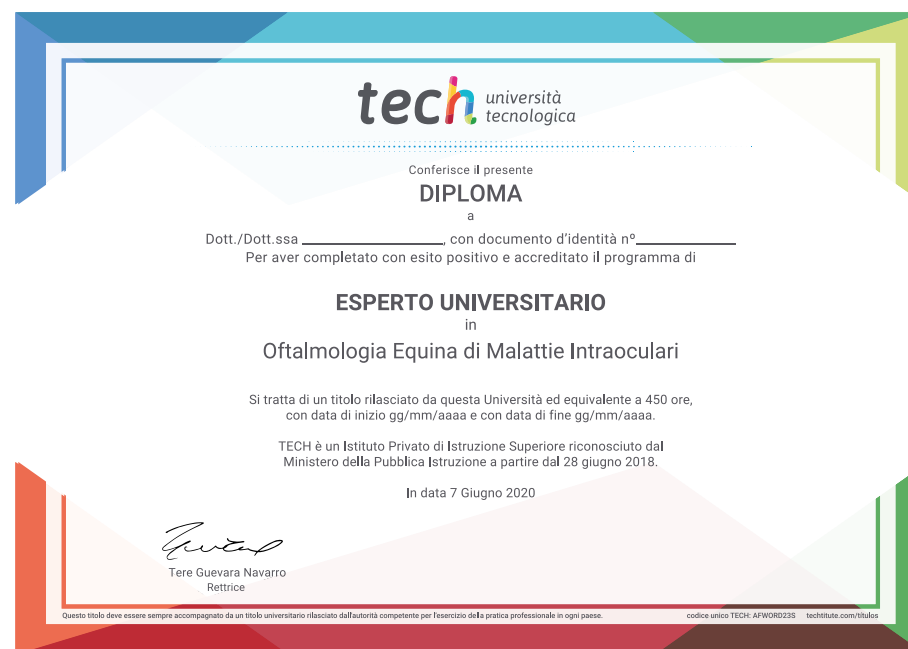 tech università
tecnologica
Conferisce il presente
DIPLOMA
a
Dott./Dott.ssa ____________________, con documento d'identità nº______________
Per aver completato con esito positivo e accreditato il programma di
ESPERTO UNIVERSITARIO
in
Oftalmologia Equina di Malattie Intraoculari
Si tratta di un titolo rilasciato da questa Università ed equivalente a 450 ore,
con data di inizio gg/mm/aaaa e con data di fine gg/mm/aaaa.
TECH è un Istituto Privato di Istruzione Superiore riconosciuto dal
Ministero della Pubblica Istruzione a partire dal 28 giugno 2018.
In data 7 Giugno 2020
Tere Guevara Navarro
Rettrice
Questo titolo deve essere sempre accompagnato da un titolo universitario rilasciato dall'autorità competente per l'esercizio della pratica professionale in ogni paese. codice unico TECH: AFWORD23S techtitute.com/titulos